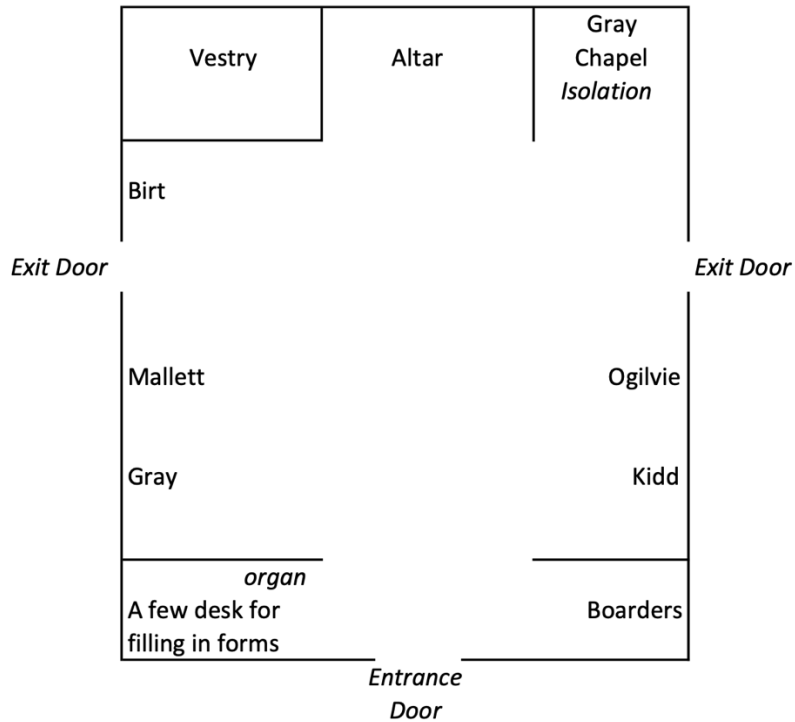 Vestry
Altar
Gray
Chapel
Isolation
Birt
Exit Door
Exit Door
Mallett
Ogilvie
Gray
Kidd
organ
A few desk for
filling in forms
Boarders
Entrance
Door